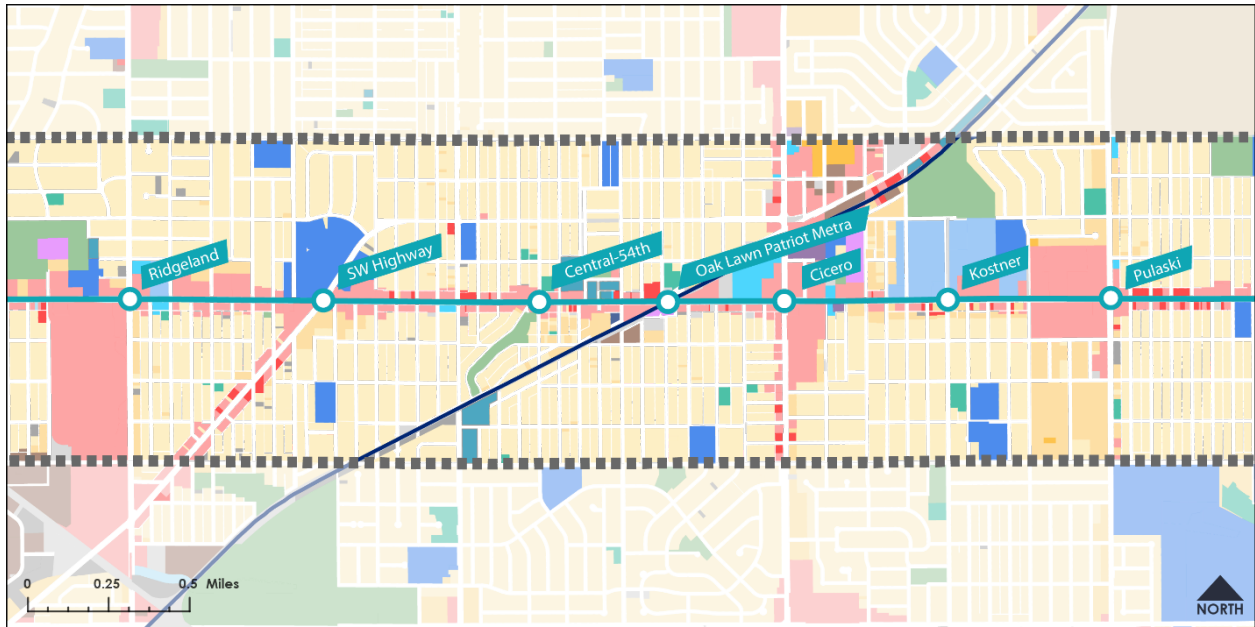 Ridgeland
SW Highway
Central-54th
Oak Lawn Patriot Metra
Cicero
Kostner
Pulaski
0 0.25 0.5 Miles
NORTH